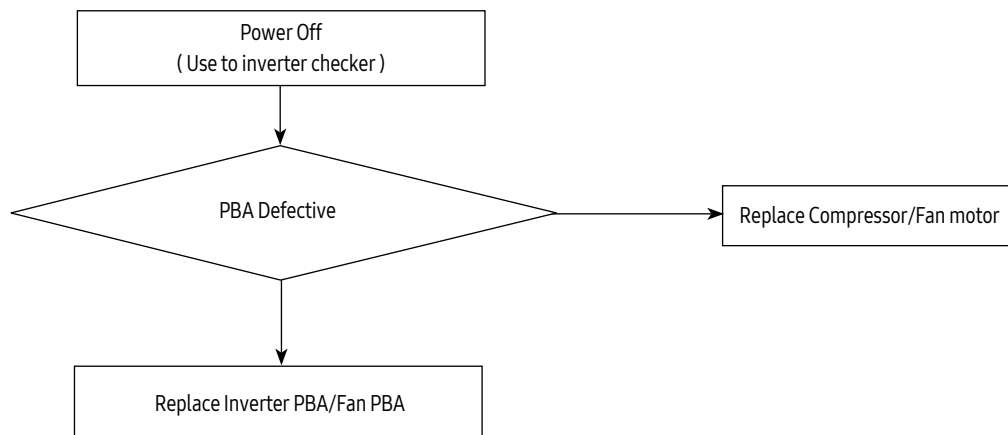 Power Off
( Use to inverter checker )
PBA Defective
Replace Compressor/Fan motor
Replace Inverter PBA/Fan PBA